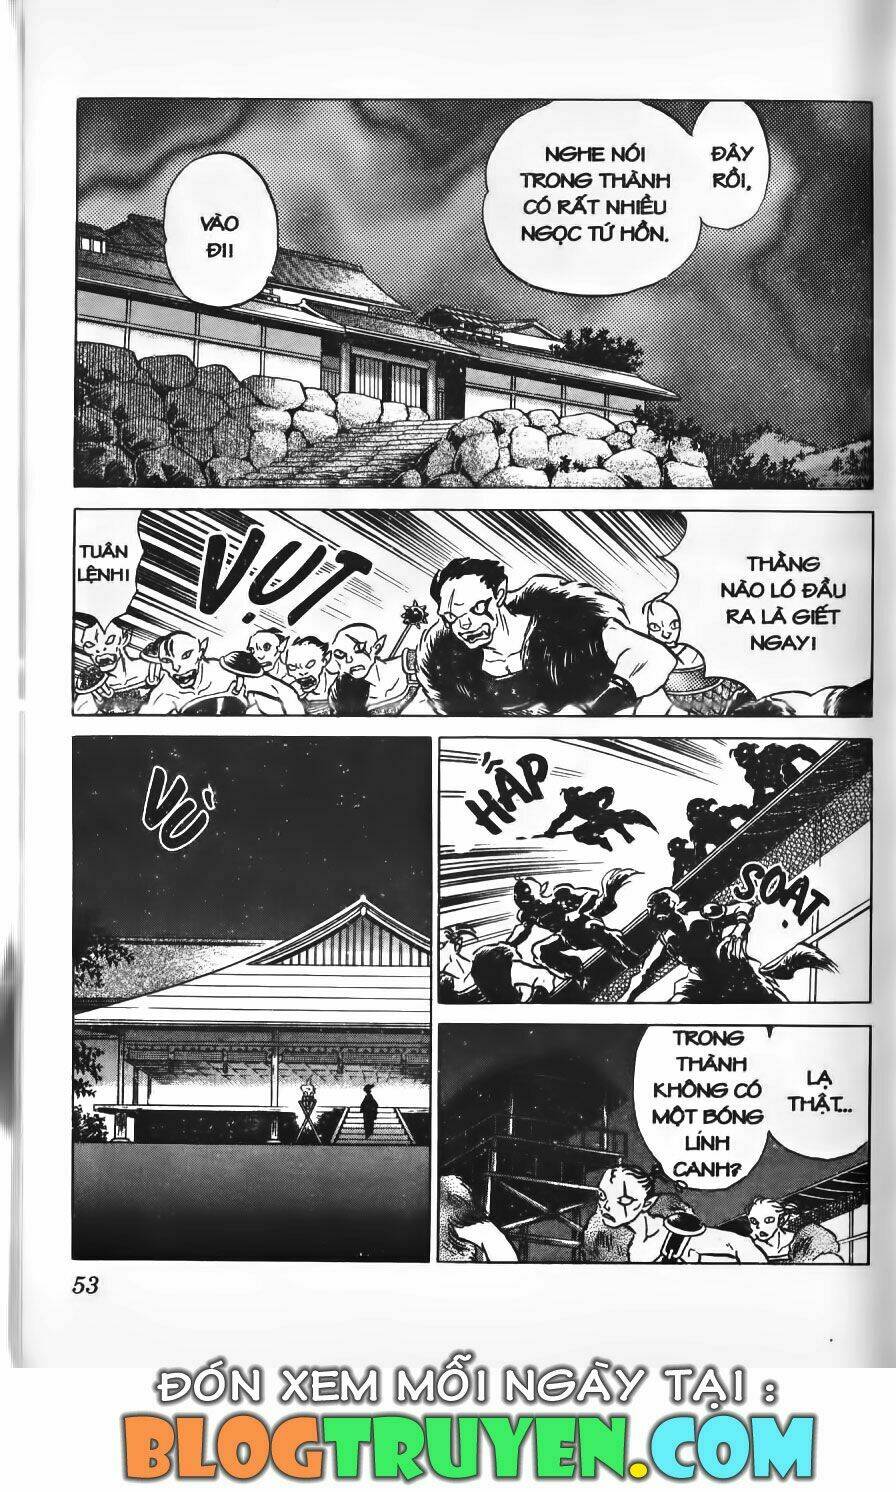 ĐÂY
RỒI,
NGHE NÓI
TRONG THÀNH
CÓ RẤT NHIỀU
NGỌC TỨ HỒN.
VÀO
ĐI!
THẰNG
NÀO LÓ ĐẦU
RA LÀ GIẾT
NGAY!
VỤT
TUÂN
LỆNH!
HẤP
SOẠT
LẠ
THẬT...
TRONG
THÀNH
KHÔNG CÓ
MỘT BÓNG
LÍNH
CANH?
VÙ
53
ĐÓN XEM MỖI NGÀY TẠI :
BLOGTRUYEN.COM